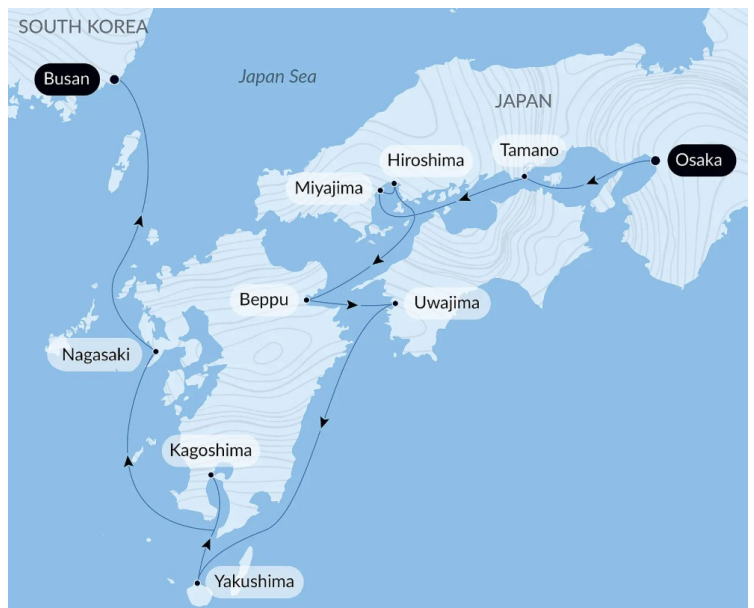 SOUTH KOREA
Busan
Japan Sea
JAPAN
Hiroshima
Tamano
Osaka
Miyajima
Beppu
Uwajima
Nagasaki
Kagoshima
Yakushima